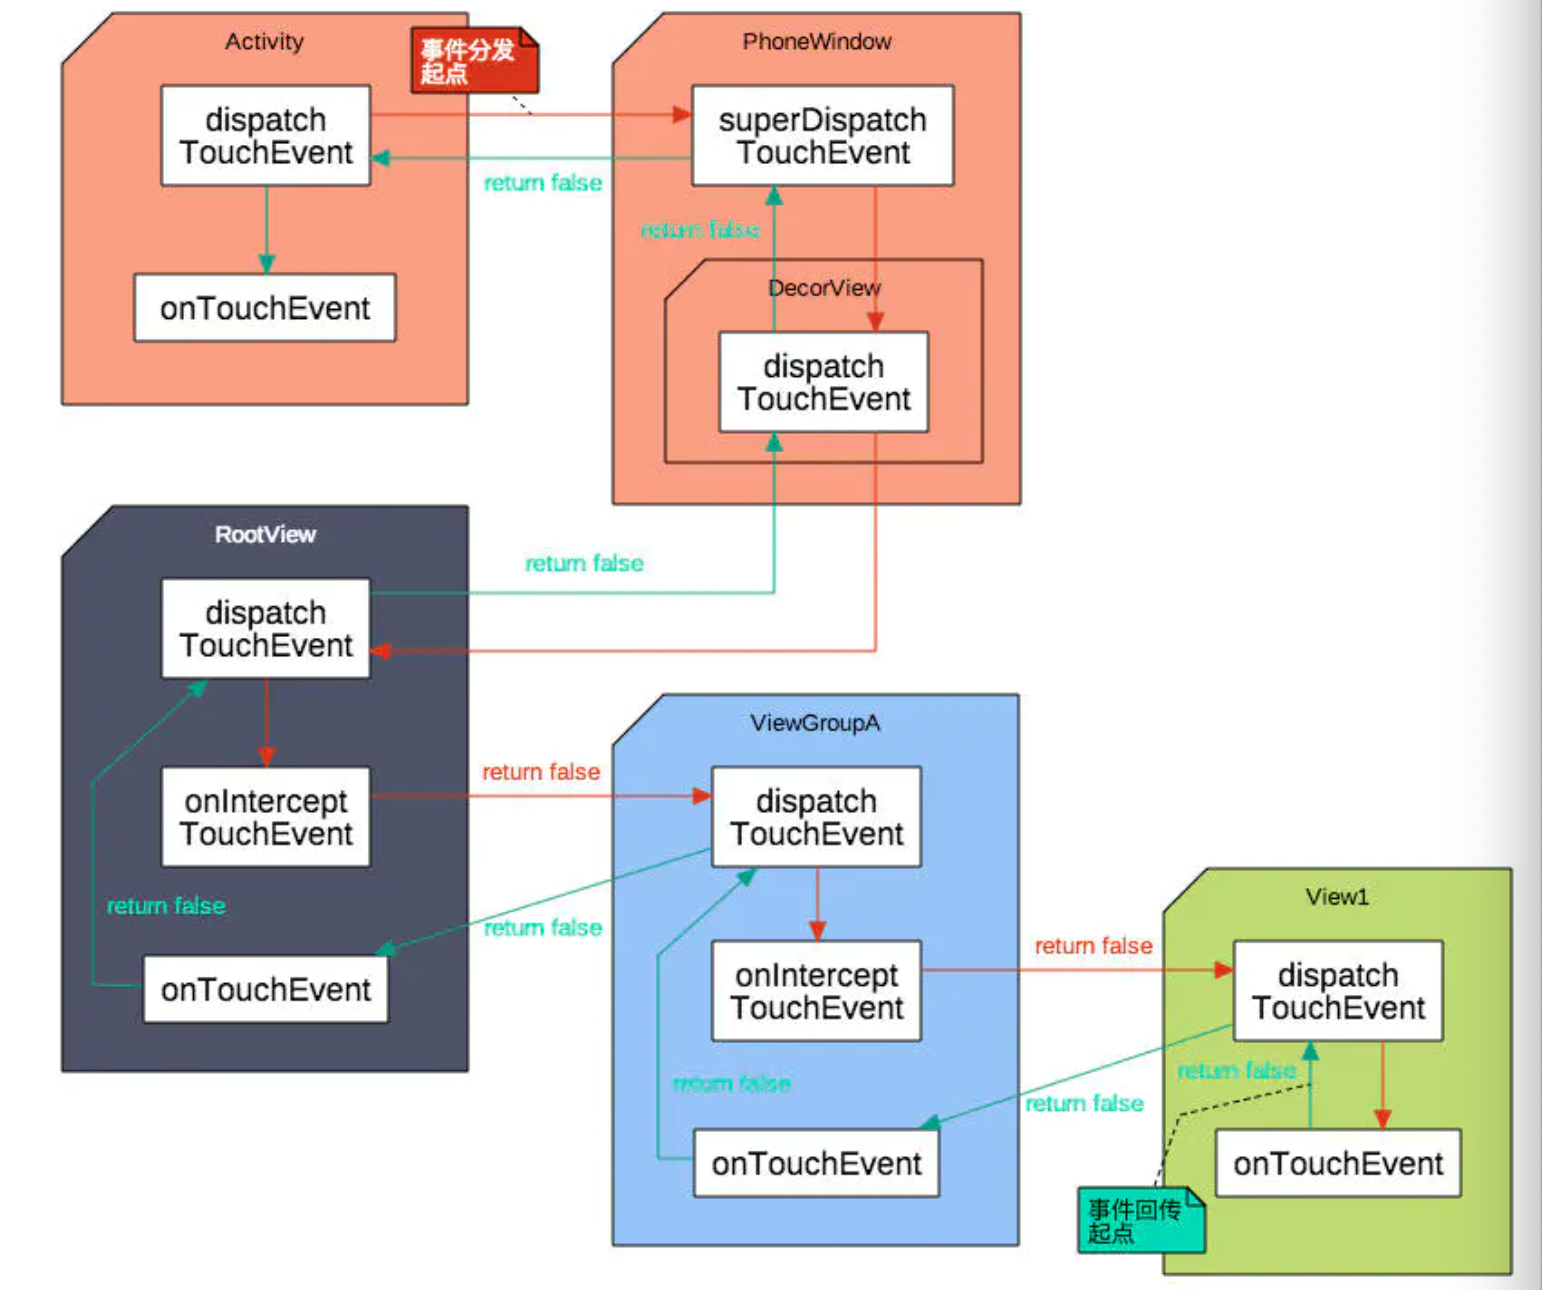 Activity
事件分发
起点
dispatch
TouchEvent
return false
onTouchEvent
PhoneWindow
superDispatch
TouchEvent
return false
DecorView
dispatch
TouchEvent
RootView
dispatch
TouchEvent
return false
onIntercept
TouchEvent
return false
return false
onTouchEvent
return false
ViewGroupA
dispatch
TouchEvent
onIntercept
TouchEvent
return false
return false
onTouchEvent
return false
View1
dispatch
TouchEvent
return false
onTouchEvent
事件回传
起点